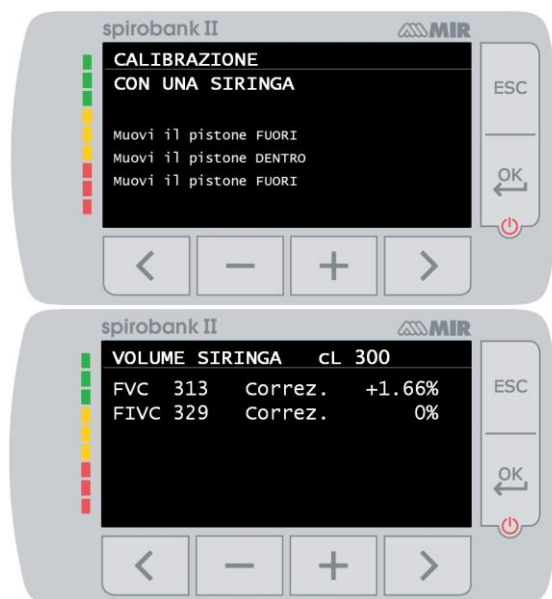 spirobank II MIR
CALIBRAZIONE
CON UNA SIRINGA
Muovi il pistone FUORI
Muovi il pistone DENTRO
Muovi il pistone FUORI
ESC
OK
spirobank II MIR
VOLUME SIRINGA cL 300
FVC 313 Correz. +1.66%
FIVC 329 Correz. 0%
ESC
OK